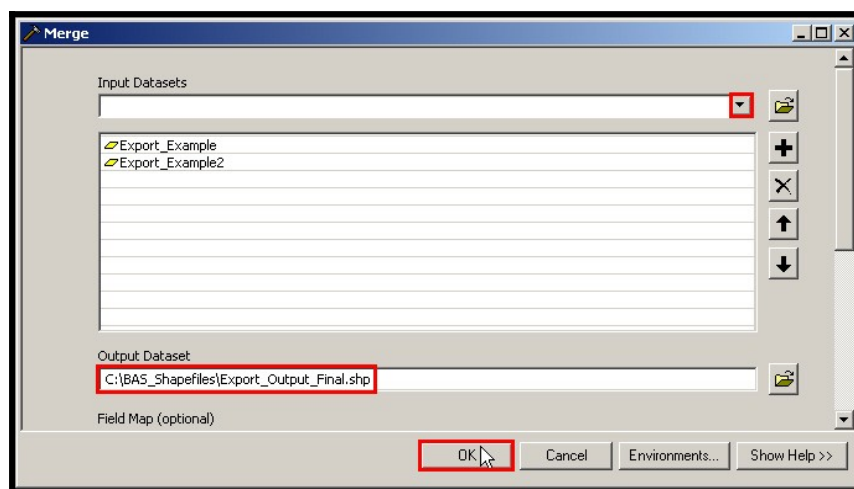 Merge
Input Datasets
Export_Example
Export_Example2
Output Dataset
C:\BAS_Shapefiles\Export_Output_Final.shp
Field Map (optional)
OK Cancel Environments... Show Help >>